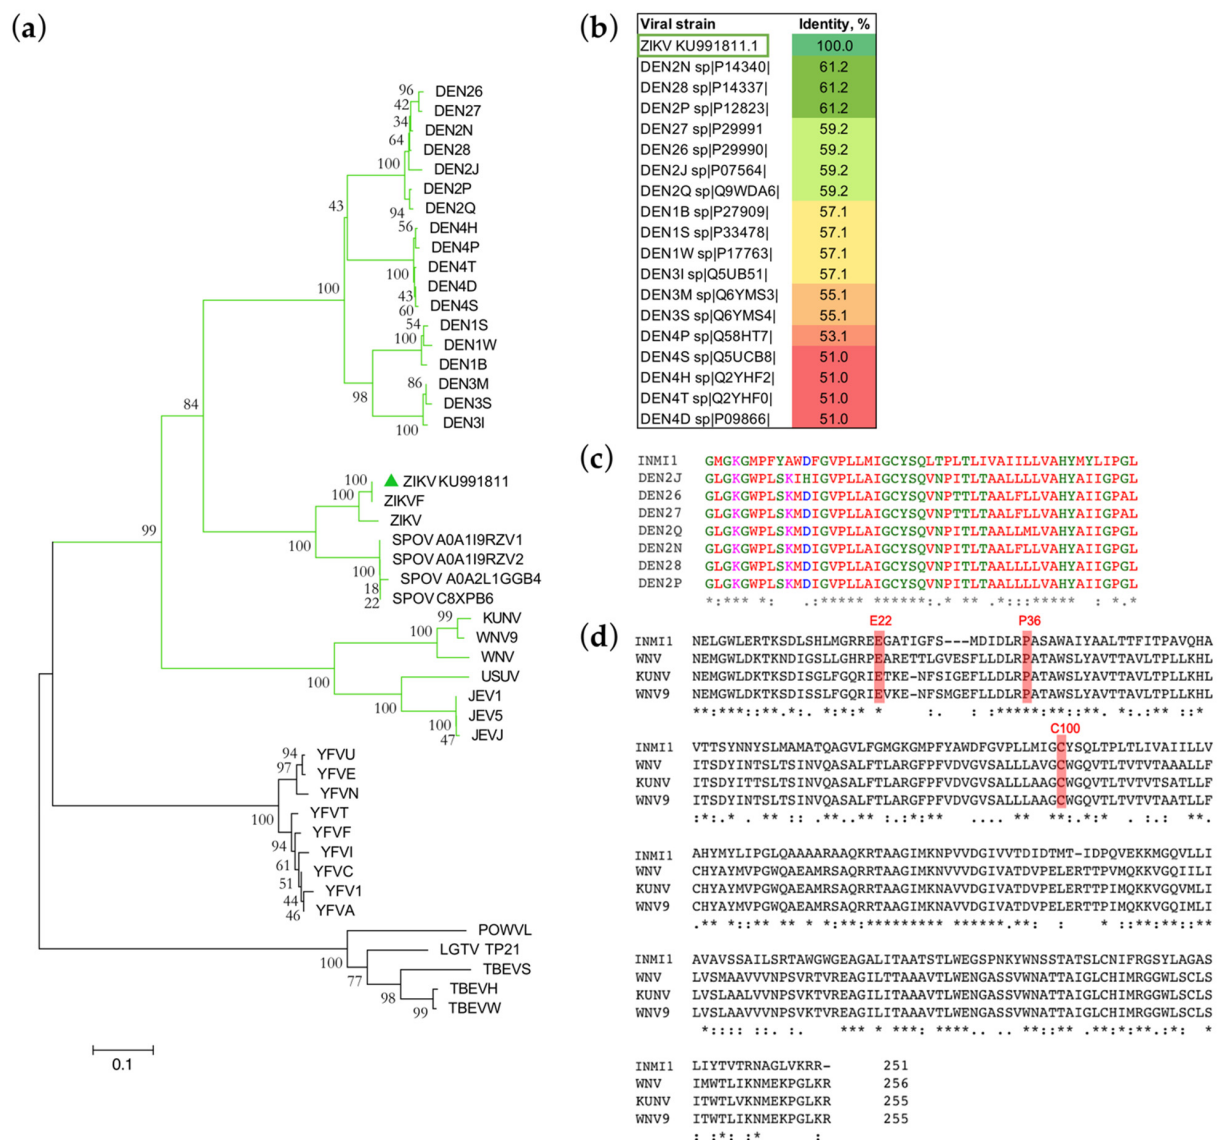 (a)
96
DEN26
42
DEN27
34
DEN2N
64
DEN28
100
DEN2J
DEN2P
94
DEN2Q
43
56
DEN4H
DEN4P
100
DEN4T
43
DEN4D
60
DEN4S
100
54
DEN1S
100
DEN1W
DEN1B
98
86
DEN3M
DEN3S
100
DEN3I
84
100
ZIKV KU991811
100
ZIKVF
ZIKV
100
SPOV A0A1I9RZV1
SPOV A0A1I9RZV2
100
SPOV A0A2L1GGB4
18
22
SPOV C8XPB6
99
99
KUNV
100
WNV9
WNV
100
USUV
100
JEV1
100
JEV5
47
JEVJ
94
YFVU
97
YFVE
YFVN
100
YFVT
94
YFVF
61
YFVI
51
YFVC
44
YFV1
46
YFVA
POWVL
100
LGTV TP21
77
TBEVS
98
TBEVH
99
TBEVW
0.1
(b)
Viral strain Identity, %
ZIKV KU991811.1 100.0
DEN2N sp|P14340| 61.2
DEN28 sp|P14337| 61.2
DEN2P sp|P12823| 61.2
DEN27 sp|P29991 59.2
DEN26 sp|P29990| 59.2
DEN2J sp|P07564| 59.2
DEN2Q sp|Q9WDA6| 59.2
DEN1B sp|P27909| 57.1
DEN1S sp|P33478| 57.1
DEN1W sp|P17763| 57.1
DEN3I sp|Q5UB51| 57.1
DEN3M sp|Q6YMS3| 55.1
DEN3S sp|Q6YMS4| 55.1
DEN4P sp|Q58HT7| 53.1
DEN4S sp|Q5UCB8| 51.0
DEN4H sp|Q2YHF2| 51.0
DEN4T sp|Q2YHF0| 51.0
DEN4D sp|P09866| 51.0
(c)
INMI1 GMGKGMPFYAWDFGVPLLMIGCYSQLTPLTLIVAIILLVAHYMYLIPGL
DEN2J GLGKGWPLSKIHIGVPLLAIGCYSQVNPITLTAALLLLVAHYAIIGPGL
DEN26 GLGKGWPLSKMDIGVPLLAIGCYSQVNPTTLTAALFLLVAHYAIIGPAL
DEN27 GLGKGWPLSKMDIGVPLLAIGCYSQVNPTTLTAALFLLVAHYAIIGPAL
DEN2Q GLGKGWPLSKMDIGVPLLAIGCYSQVNPITLTAALLMLVAHYAIIGPGL
DEN2N GLGKGWPLSKMDIGVPLLAIGCYSQVNPITLTAALFLLVAHYAIIGPGL
DEN28 GLGKGWPLSKMDIGVPLLAIGCYSQVNPITLTAALLLLVAHYAIIGPGL
DEN2P GLGKGWPLSKMDIGVPLLAIGCYSQVNPITLTAALLLLVAHYAIIGPGL
*:*** *: .:***** ******:.* *** .*: :***** : **.*
(d)
E22 P36
INMI1 NELGWLERTKSDLSHLMGRREEGATIGFS---MDIDLRPASAWAIYAALTTFITPAVQHA
WNV NEMGWLDKTKNDIGSLLGHRPEARETTLGVESFLLDLRPATAWSLYAVTTAVLTPLLKHL
KUNV NEMGWLDKTKSDISGLFGQRIETKE-NFSIGEFLLDLRPATAWSLYAVTTAVLTPLLKHL
WNV9 NEMGWLDKTKSDISSLFGQRIEVKE-NFSMGEFLLDLRPATAWSLYAVTTAVLTPLLKHL
**:***::**.*:. *:*:* * :. : :*****:**::**. *:.:** ::*
C100
INMI1 VTTSYNNYSLMAMATQAGVLFGMGKGMPFYAWDFGVPLLMIGCYSQLTPLTLIVAIILLV
WNV ITSDYINTSLTSINVQASALFTLARGFPFVDVGVSALLLAVGCWGQVTLTVTVTAAALLF
KUNV ITSDYITTSLTSINVQASALFTLARGFPFVDVGVSALLLAAGCWGQVTLTVTVTSATLLF
WNV9 ITSDYINTSLTSINVQASALFTLARGFPFVDVGVSALLLAAGCWGQVTLTVTVTAATLLF
:*:.* . ** :: .**..** :.:*:** ...  ** **:.*:* . :.: **.
INMI1 AHYMYLIPGLQAAAARAAQKRTAAGIMKNPVVDGIVVTDIDTMT-IDPQVEKKMGQVLLI
WNV CHYAYMVPGWQAEAMRSAQRRTAAGIMKNVVVDGIVATDVPELERTTPVMQKKVGQIILI
KUNV CHYAYMVPGWQAEAMRSAQRRTAAGIMKNAVVDGIVATDVPELERTTPIMQKKVGQVMLI
WNV9 CHYAYMVPGWQAEAMRSAQRRTAAGIMKNAVVDGIVATDVPELERTTPIMQKKVGQIMLI
** *::** ** * *:**:********* ******.**: : * ::**:**::**
INMI1 AVAVSSAILSRTAWGWGEAGALITAATSTLWEGSPNKYWNSSTATSLCNIFRGSYLAGAS
WNV LVSMAAVVVNPSVRTVREAGILTTAAAVTLWENGASSVWNATTAIGLCHIMRGGWLSCLS
KUNV LVSLAALVVNPSVKTVREAGILITAAAVTLWENGASSVWNATTAIGLCHIMRGGWLSCLS
WNV9 LVSLAAVVVNPSVKTVREAGILITAAAVTLWENGASSVWNATTAIGLCHIMRGGWLSCLS
*::::.:. :. *** * ***: ****.. .. **::** .**:*:**.:*: *
INMI1 LIYTVTRNAGLVKRR- 251
WNV IMWTLIKNMEKPGLKR 256
KUNV ITWTLVKNMEKPGLKR 255
WNV9 ITWTLIKNMEKPGLKR 255
: :*: :* :